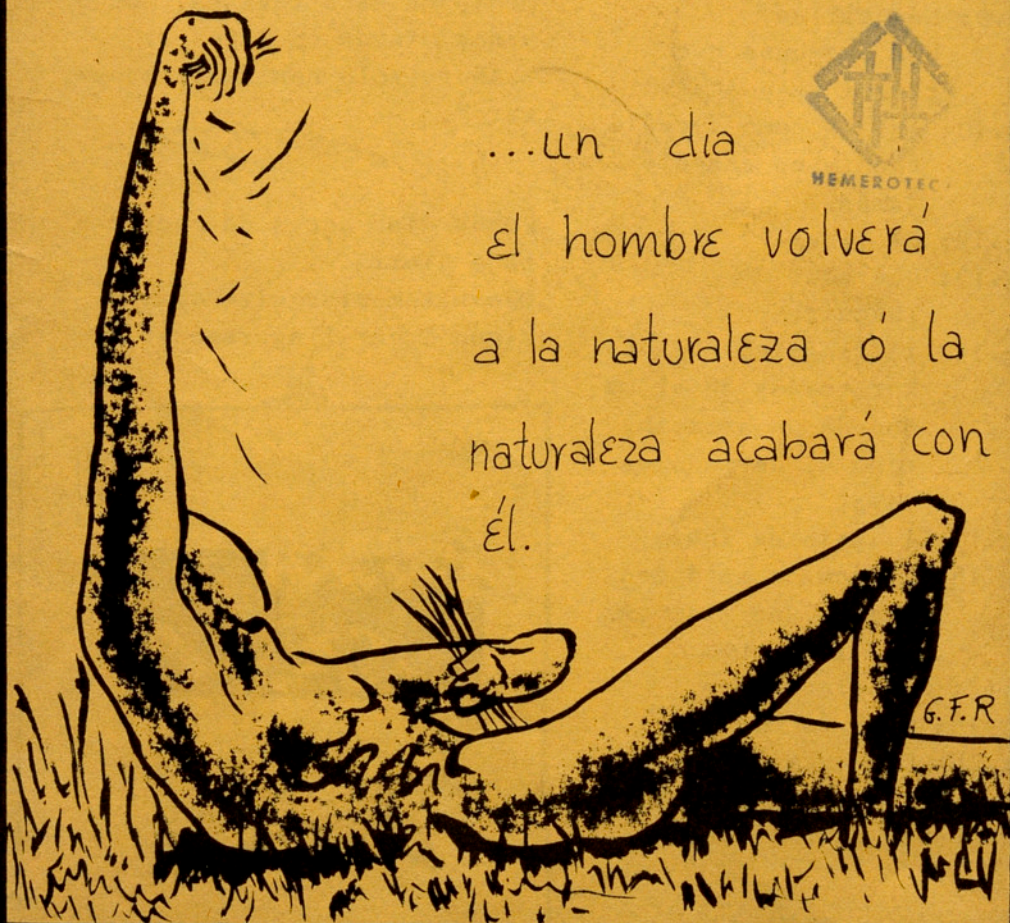 ...un dia
HEMEROTEC
el hombre volverá
a la naturaleza ó la
naturaleza acabará con
él.
G.F.R